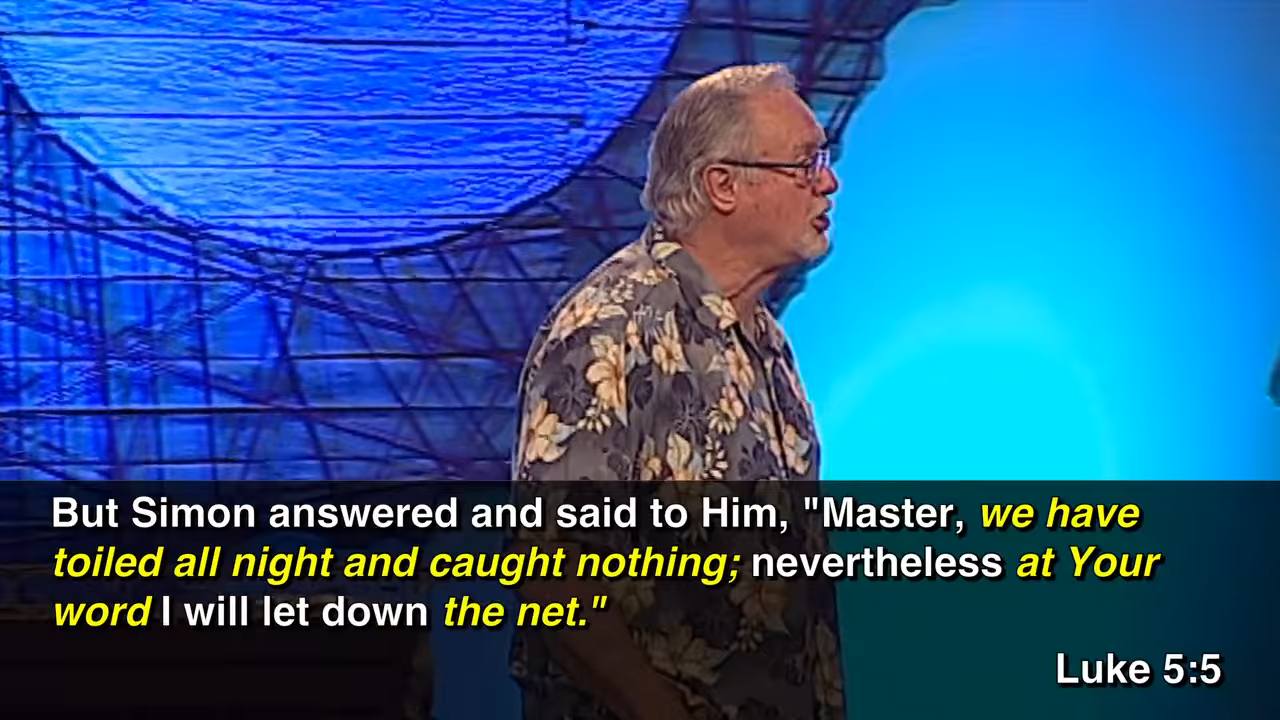 But Simon answered and said to Him, "Master, we have
toiled all night and caught nothing; nevertheless at Your
word I will let down the net."
Luke 5:5